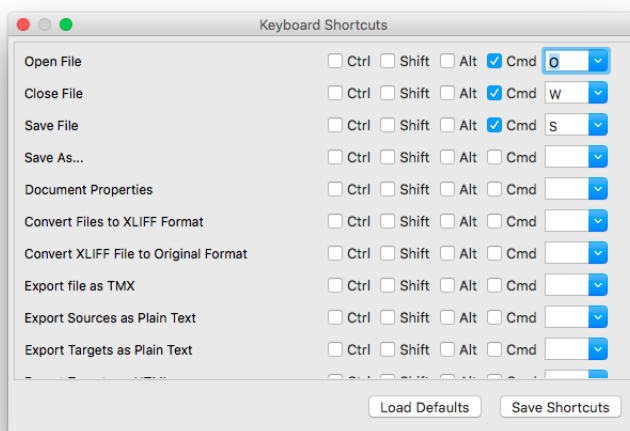 Keyboard Shortcuts
Open File Ctrl Shift Alt Cmd O
Close File Ctrl Shift Alt Cmd W
Save File Ctrl Shift Alt Cmd S
Save As... Ctrl Shift Alt Cmd
Document Properties Ctrl Shift Alt Cmd
Convert Files to XLIFF Format Ctrl Shift Alt Cmd
Convert XLIFF File to Original Format Ctrl Shift Alt Cmd
Export file as TMX Ctrl Shift Alt Cmd
Export Sources as Plain Text Ctrl Shift Alt Cmd
Export Targets as Plain Text Ctrl Shift Alt Cmd
Load Defaults Save Shortcuts